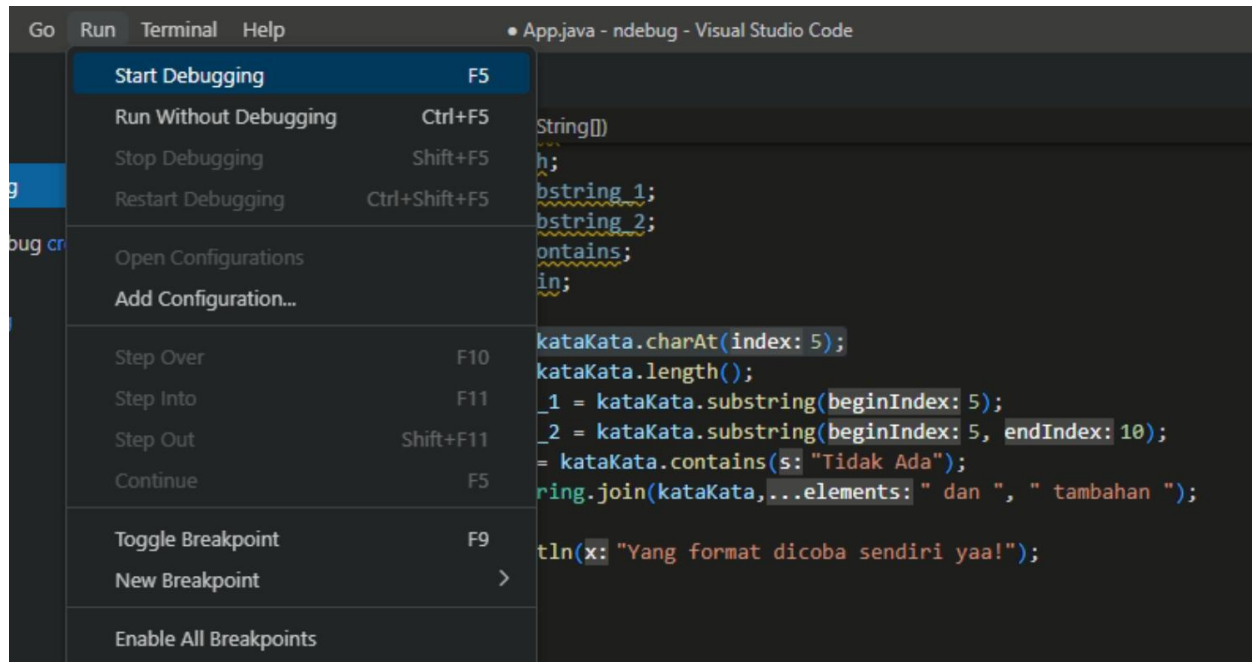 Go Run Terminal Help ● App.java - ndebug - Visual Studio Code
Start Debugging F5
Run Without Debugging Ctrl+F5
Stop Debugging Shift+F5
Restart Debugging Ctrl+Shift+F5
Open Configurations
Add Configuration...
Step Over F10
Step Into F11
Step Out Shift+F11
Continue F5
Toggle Breakpoint F9
New Breakpoint
Enable All Breakpoints
g
bug cr
String[])
h;
bstring_1;
bstring_2;
ontains;
in;
kataKata.charAt(index: 5);
kataKata.length();
_1 = kataKata.substring(beginIndex: 5);
_2 = kataKata.substring(beginIndex: 5, endIndex: 10);
= kataKata.contains(s: "Tidak Ada");
ring.join(kataKata,...elements: " dan ", " tambahan ");
tln(x: "Yang format dicoba sendiri yaa!");